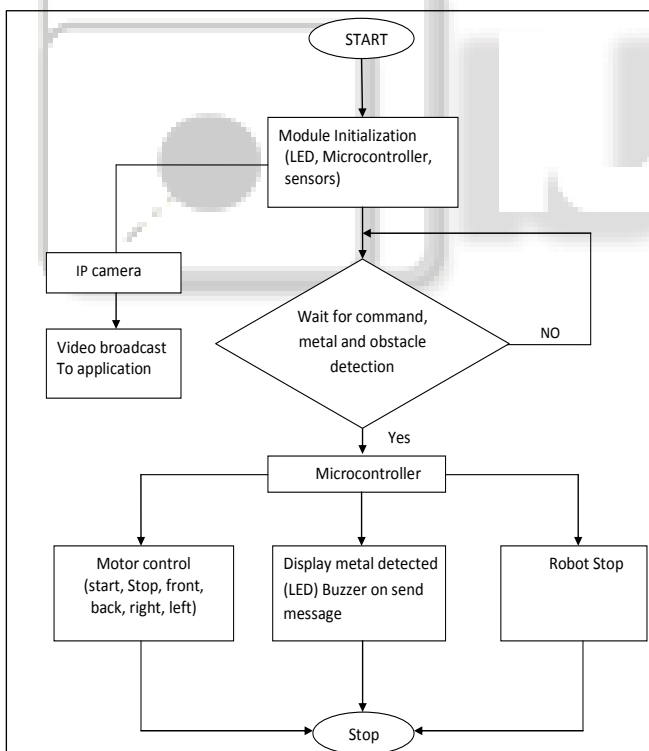 START
Module Initialization
(LED, Microcontroller,
sensors)
IP camera
Video broadcast
To application
Wait for command,
metal and obstacle
detection
NO
Yes
Microcontroller
Motor control
(start, Stop, front,
back, right, left)
Display metal detected
(LED) Buzzer on send
message
Robot Stop
Stop